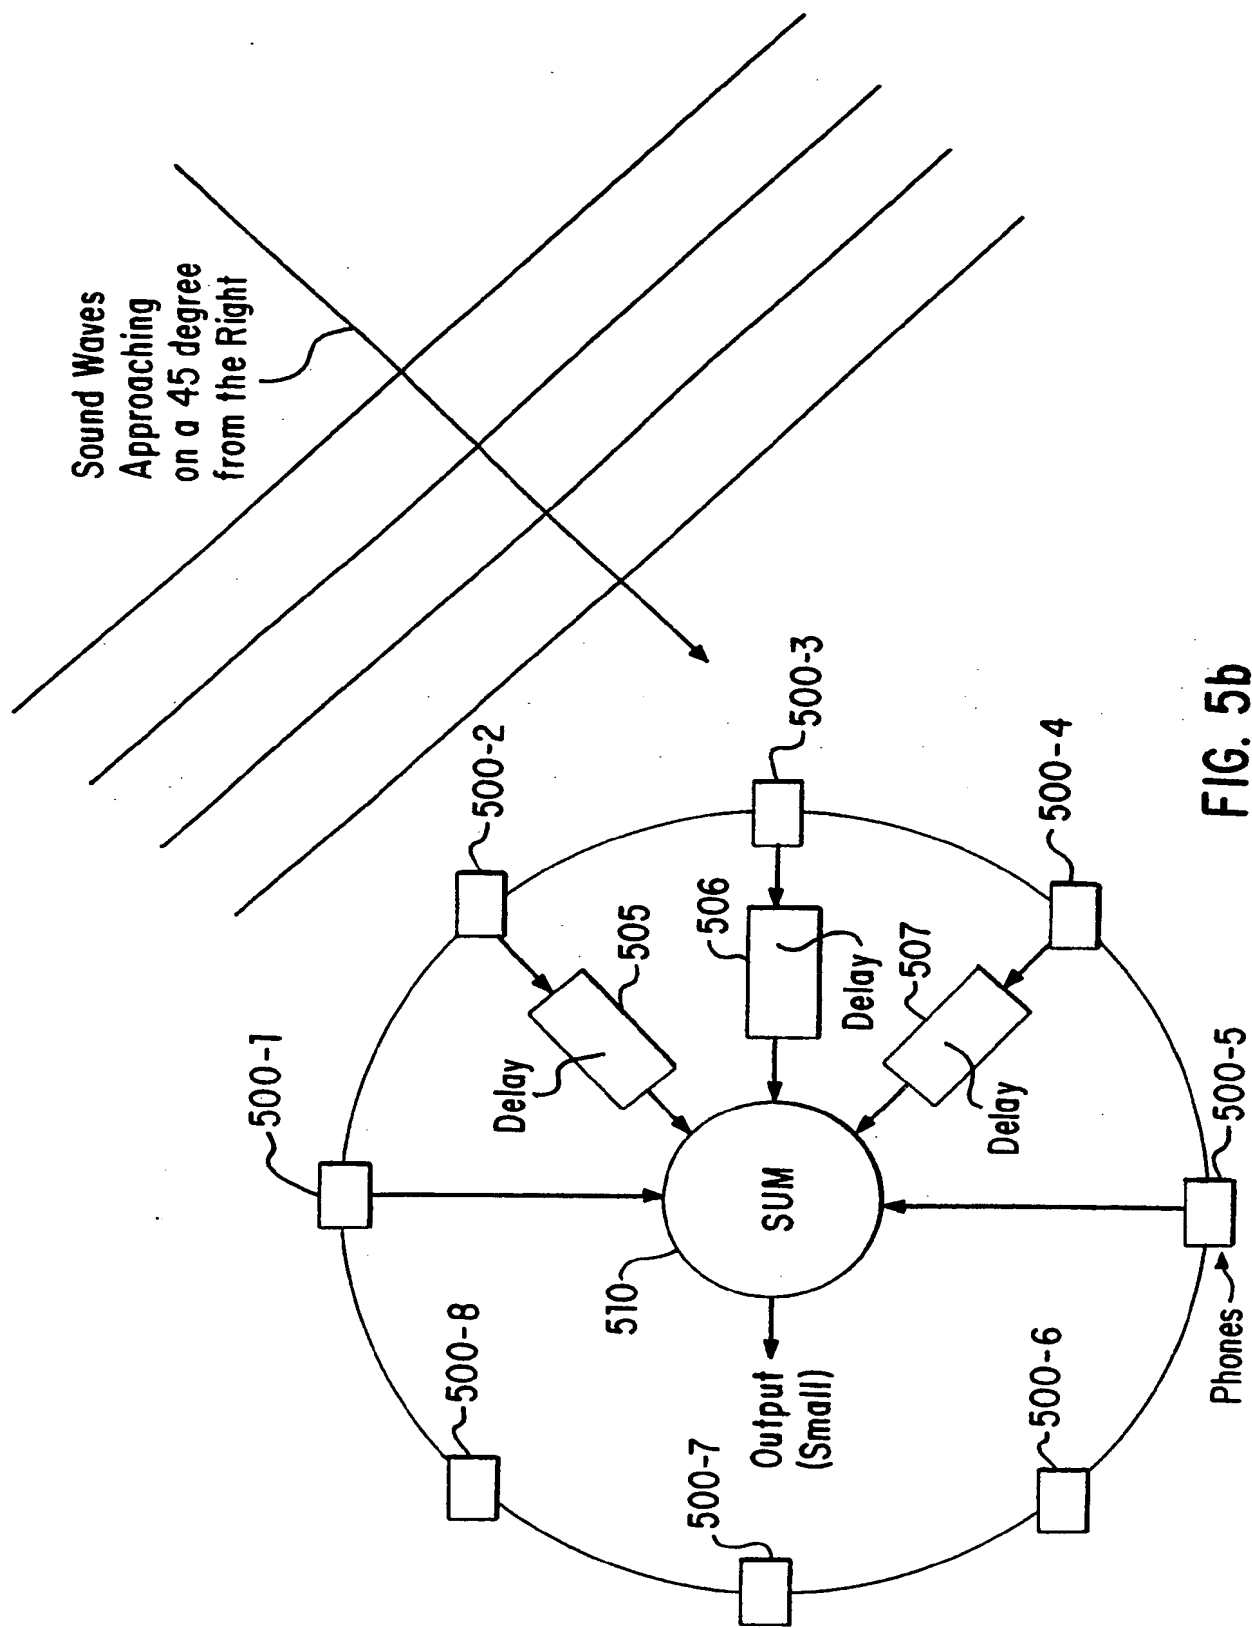 Sound Waves
Approaching
on a 45 degree
from the Right
500-1
500-2
500-3
500-4
500-5
500-6
500-7
500-8
505
Delay
506
Delay
507
Delay
SUM
510
Output
(Small)
Phones
FIG. 5b